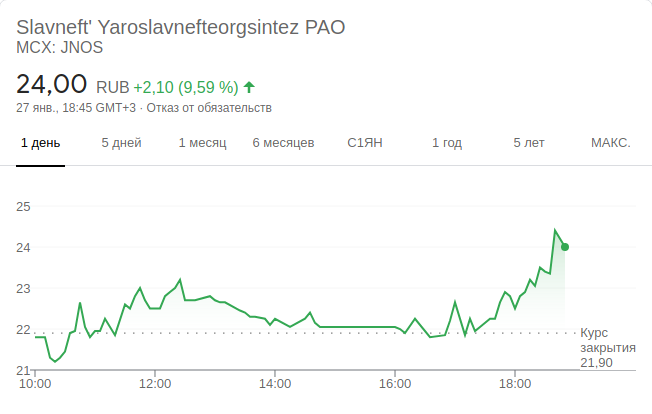 Slavneft' Yaroslavnefteorgsintez PAO
MCX: JNOS
24,00 RUB +2,10 (9,59 %)
27 янв., 18:45 GMT+3 · Отказ от обязательств
1 день 5 дней 1 месяц 6 месяцев С1ЯН 1 год 5 лет МАКС.
25
24
23
22
Курс
закрытия
21,90
21
10:00 12:00 14:00 16:00 18:00